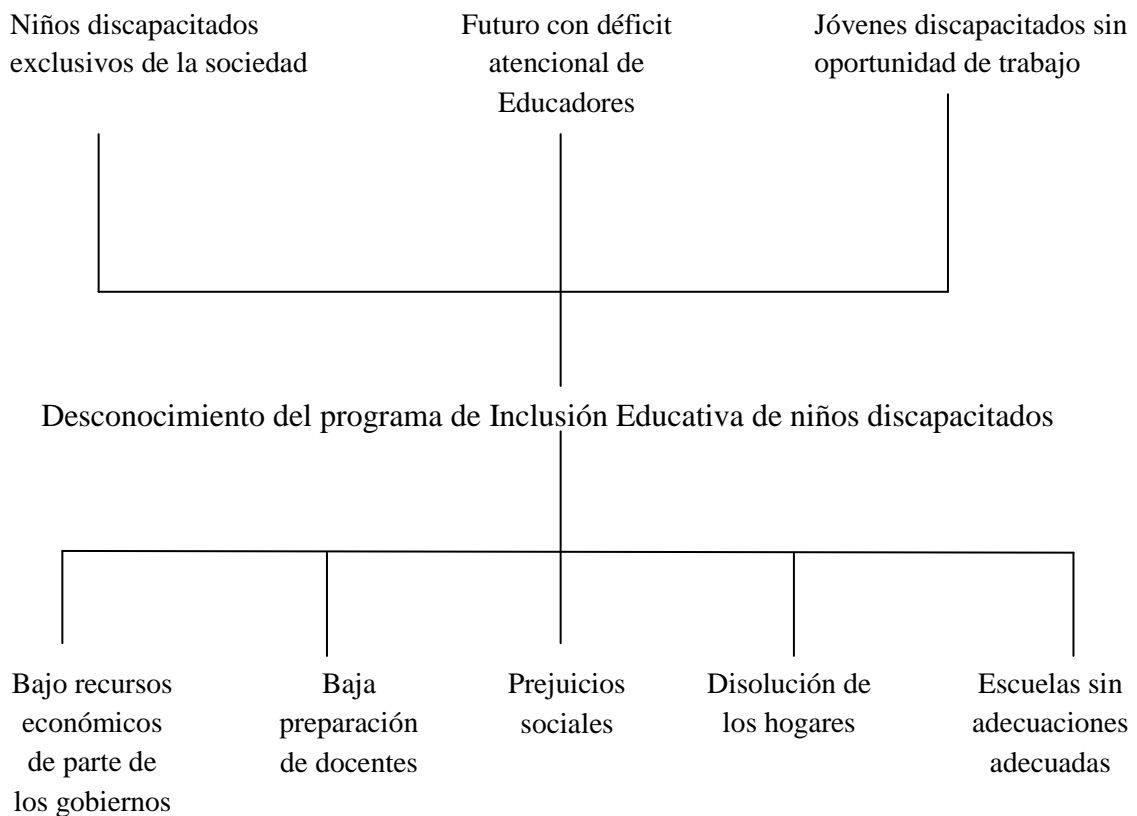 Niños discapacitados
exclusivos de la sociedad
Futuro con déficit
atencional de
Educadores
Jóvenes discapacitados sin
oportunidad de trabajo
Desconocimiento del programa de Inclusión Educativa de niños discapacitados
Bajo recursos
económicos
de parte de
los gobiernos
Baja
preparación
de docentes
Prejuicios
sociales
Disolución de
los hogares
Escuelas sin
adecuaciones
adecuadas